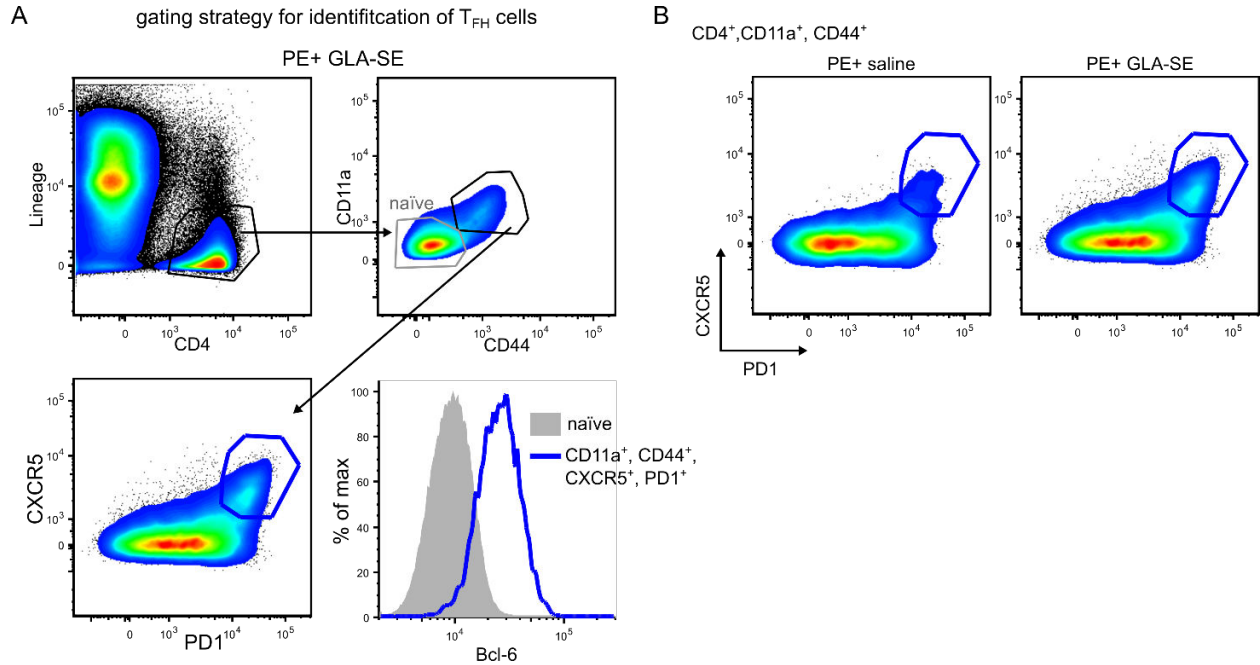 A
gating strategy for identifitcation of T_FH cells
PE+ GLA-SE
Lineage
10⁵
10⁴
10³
0
0
10³
10⁴
10⁵
CD4
CD11a
10⁵
10⁴
10³
0
naïve
0
10³
10⁴
10⁵
CD44
CXCR5
10⁵
10⁴
10³
0
0
10³
10⁴
10⁵
PD1
% of max
100
80
60
40
20
0
naïve
CD11a⁺, CD44⁺,
CXCR5⁺, PD1⁺
10⁴
10⁵
Bcl-6
B
CD4⁺,CD11a⁺, CD44⁺
PE+ saline
10⁵
10⁴
10³
0
0
10³
10⁴
10⁵
PE+ GLA-SE
10⁵
10⁴
10³
0
0
10³
10⁴
10⁵
CXCR5
PD1